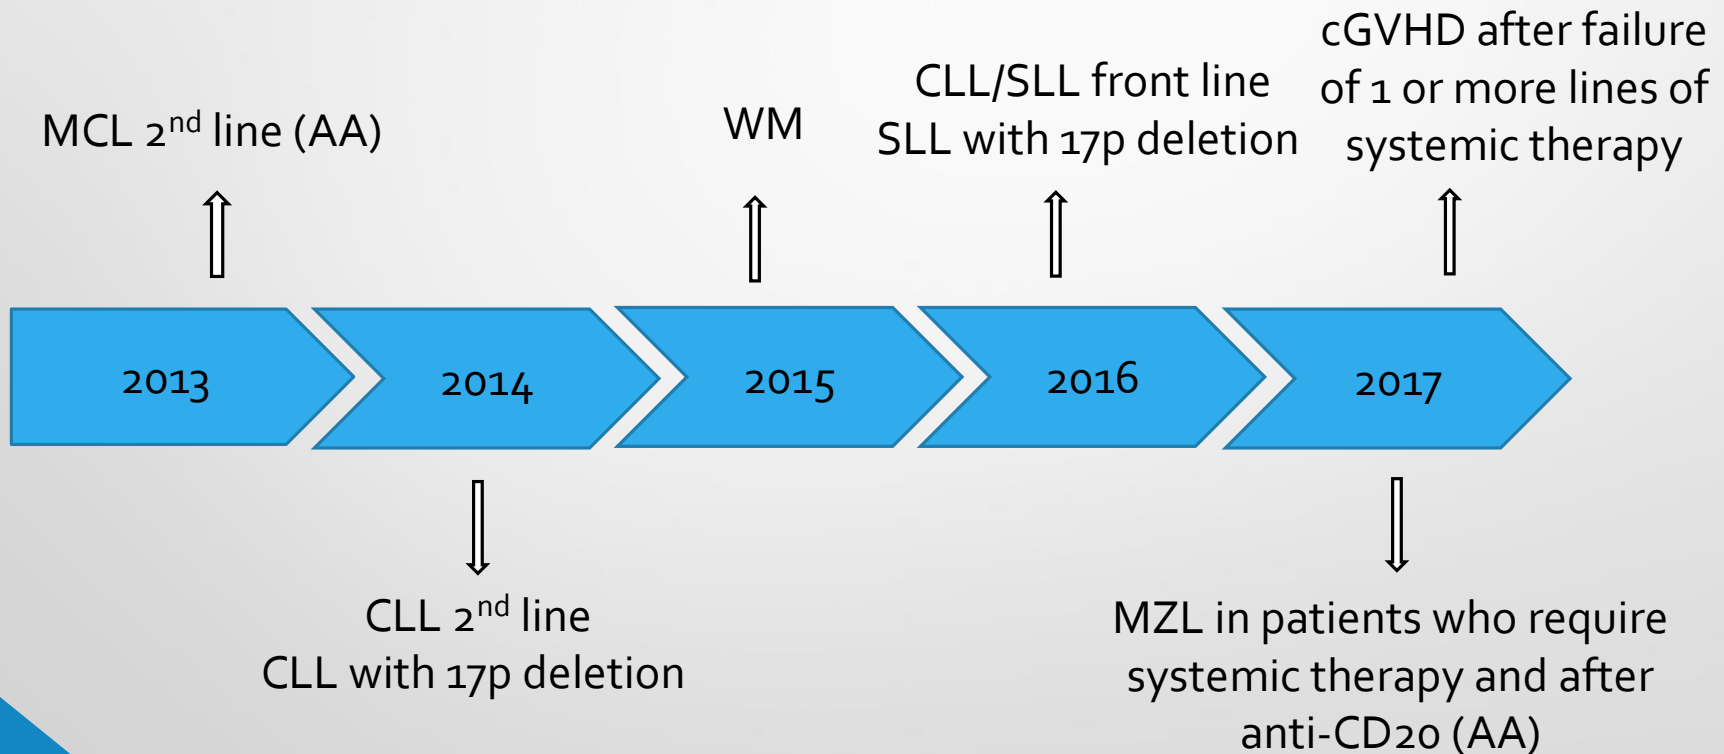 MCL 2nd line (AA)
WM
CLL/SLL front line
SLL with 17p deletion
cGVHD after failure
of 1 or more lines of
systemic therapy
2013
2014
2015
2016
2017
CLL 2nd line
CLL with 17p deletion
MZL in patients who require
systemic therapy and after
anti-CD20 (AA)